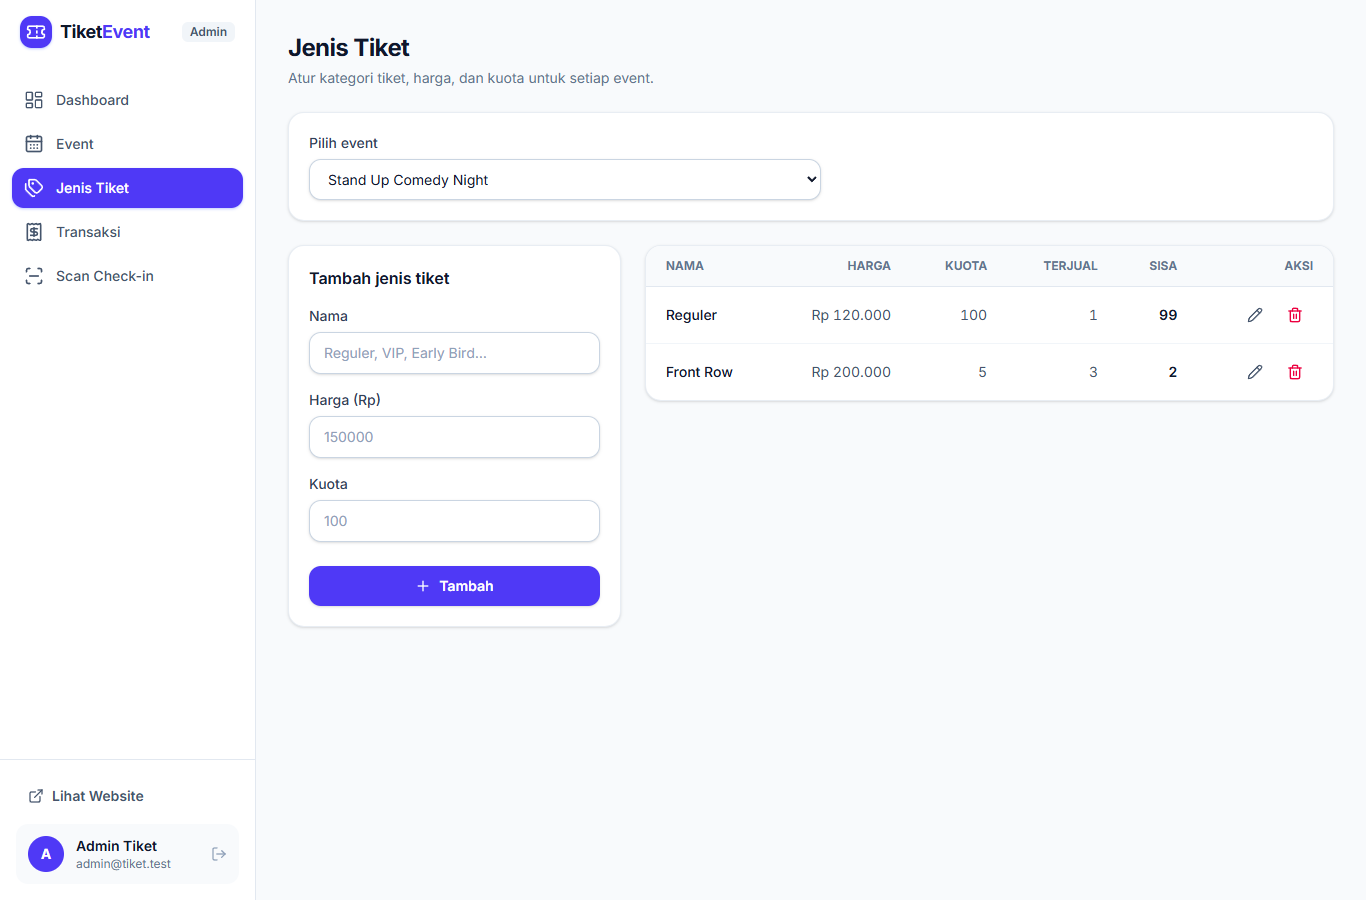 TiketEvent
Admin
Dashboard
Event
Jenis Tiket
Transaksi
Scan Check-in
Lihat Website
A
Admin Tiket
admin@tiket.test
Jenis Tiket
Atur kategori tiket, harga, dan kuota untuk setiap event.
Pilih event
Stand Up Comedy Night
Tambah jenis tiket
Nama
Reguler, VIP, Early Bird...
Harga (Rp)
150000
Kuota
100
+ Tambah
NAMA HARGA KUOTA TERJUAL SISA AKSI
Reguler Rp 120.000 100 1 99
Front Row Rp 200.000 5 3 2